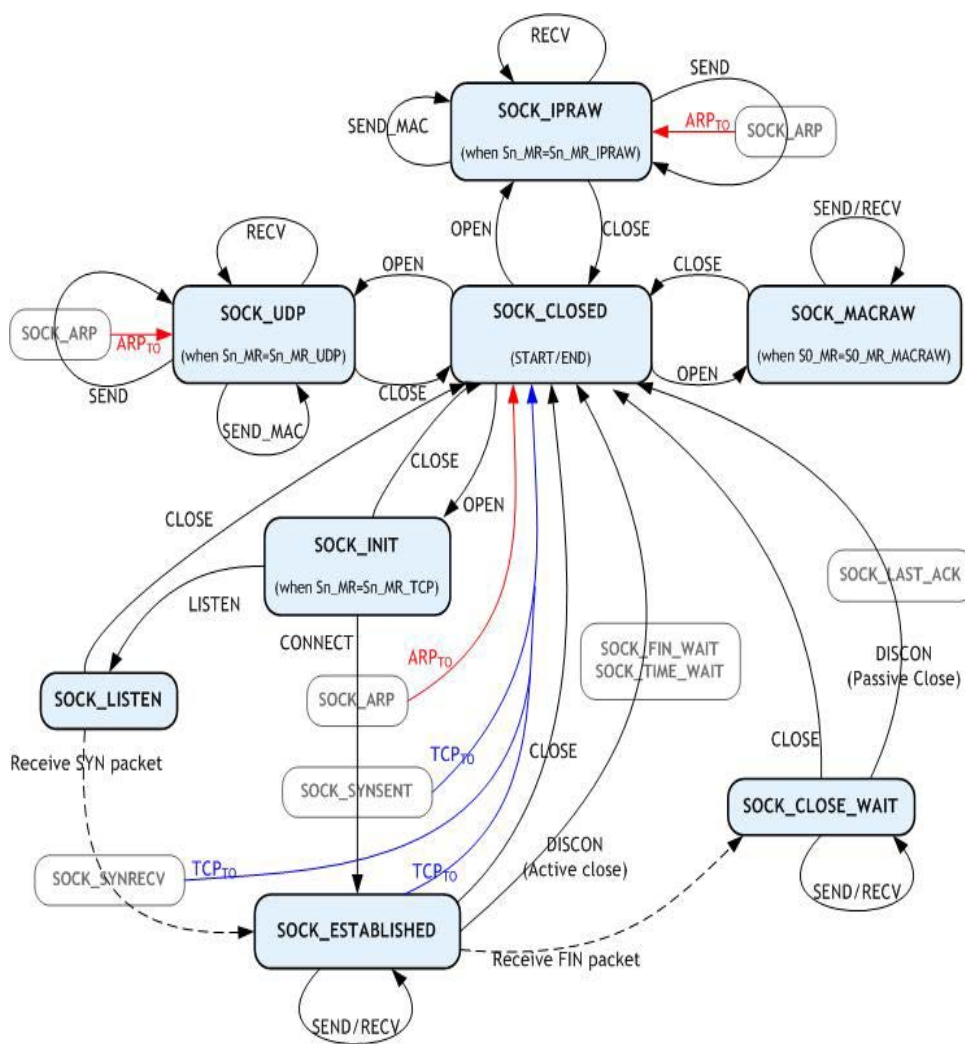 RECV
SEND
SOCK_IPRAW
SEND_MAC
(when Sn_MR=Sn_MR_IPRAW)
ARPTO
SOCK_ARP
OPEN
CLOSE
SEND/RECV
RECV
OPEN
CLOSE
SOCK_ARP
ARPTO
SOCK_UDP
(when Sn_MR=Sn_MR_UDP)
SOCK_CLOSED
(START/END)
SOCK_MACRAW
(when S0_MR=S0_MR_MACRAW)
SEND
CLOSE
OPEN
SEND_MAC
CLOSE
OPEN
CLOSE
SOCK_INIT
(when Sn_MR=Sn_MR_TCP)
LISTEN
CONNECT
SOCK_LAST_ACK
ARPTO
SOCK_FIN_WAIT
SOCK_TIME_WAIT
DISCON
(Passive Close)
SOCK_LISTEN
SOCK_ARP
Receive SYN packet
TCPTO
CLOSE
CLOSE
SOCK_SYNSENT
SOCK_CLOSE_WAIT
SOCK_SYNRECV
TCPTO
TCPTO
DISCON
(Active close)
SEND/RECV
SOCK_ESTABLISHED
Receive FIN packet
SEND/RECV